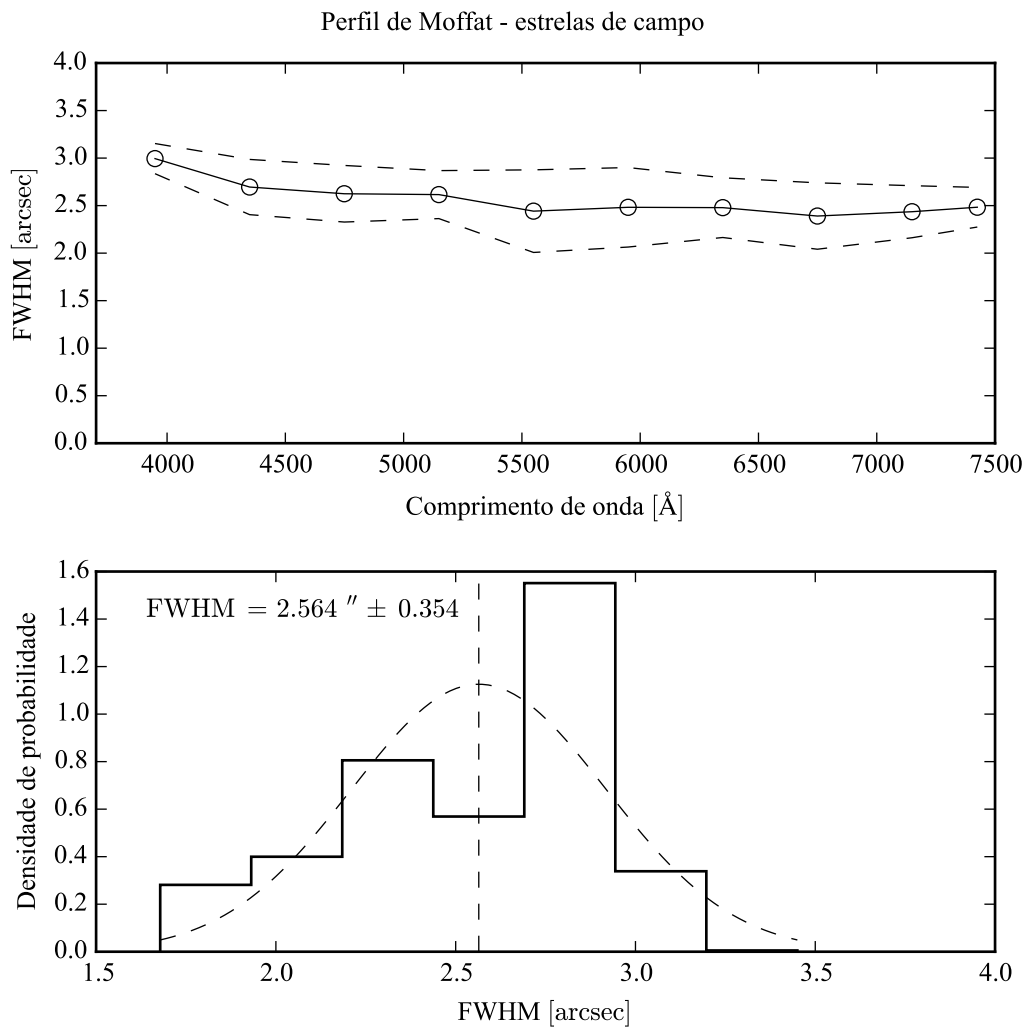 Perfil de Moffat - estrelas de campo
4.0
3.5
3.0
2.5
2.0
1.5
1.0
0.5
0.0
FWHM [arcsec]
4000 4500 5000 5500 6000 6500 7000 7500
Comprimento de onda [Å]
1.6
1.4
1.2
1.0
0.8
0.6
0.4
0.2
0.0
Densidade de probabilidade
FWHM = 2.564 ″ ± 0.354
1.5 2.0 2.5 3.0 3.5 4.0
FWHM [arcsec]